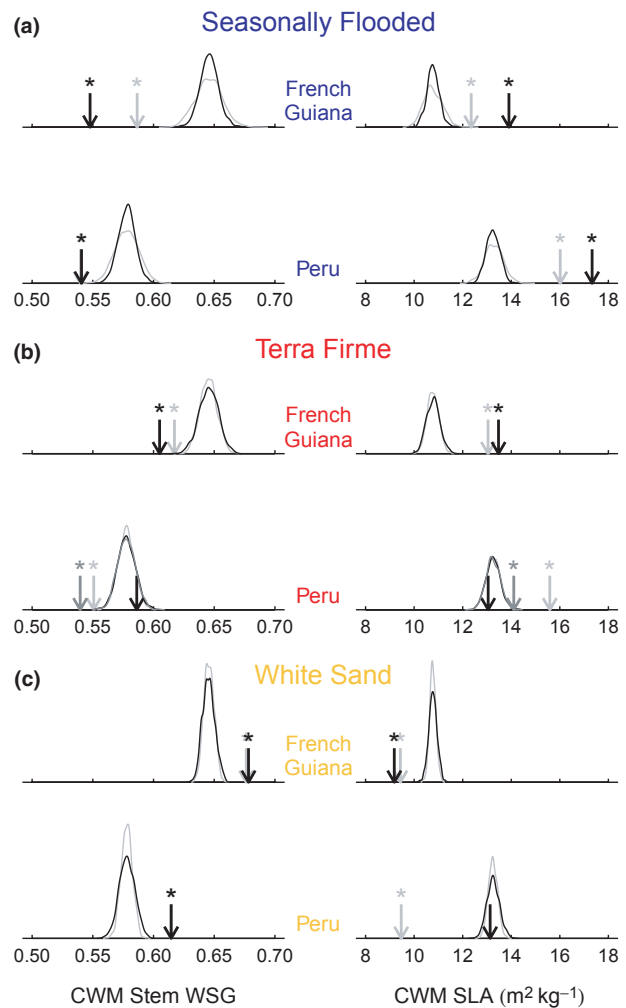 (a) Seasonally Flooded
* * French * *
Guiana
* Peru * *
0.50 0.55 0.60 0.65 0.70 8 10 12 14 16 18
(b) Terra Firme
* * French * *
Guiana
* * Peru * *
0.50 0.55 0.60 0.65 0.70 8 10 12 14 16 18
(c) White Sand
* French * *
Guiana
* Peru *
0.50 0.55 0.60 0.65 0.70 8 10 12 14 16 18
CWM Stem WSG CWM SLA (m² kg⁻¹)